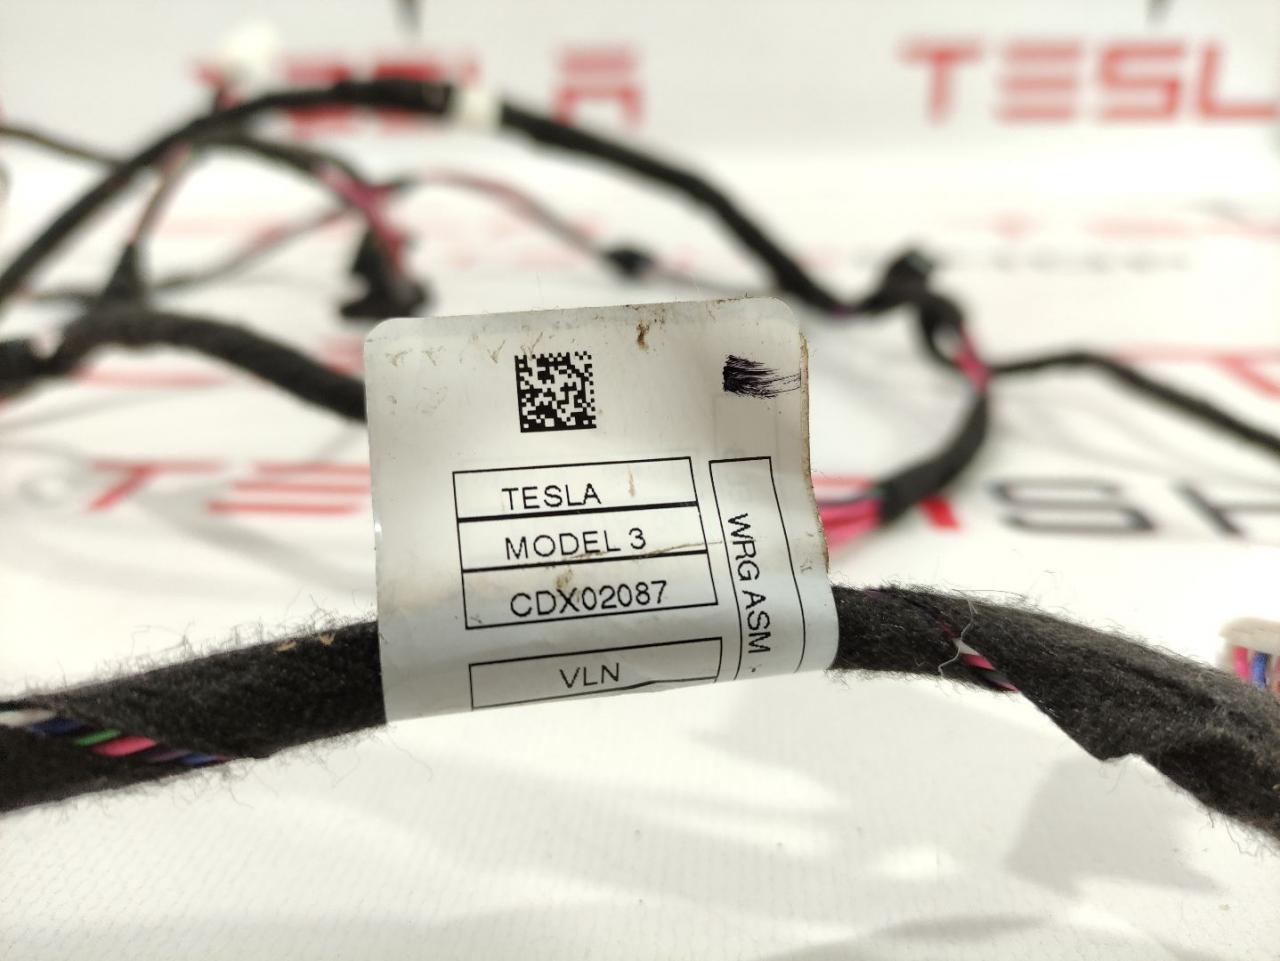 TESLA
TESLA
MODEL 3
CDX02087
VLN
WRG ASM